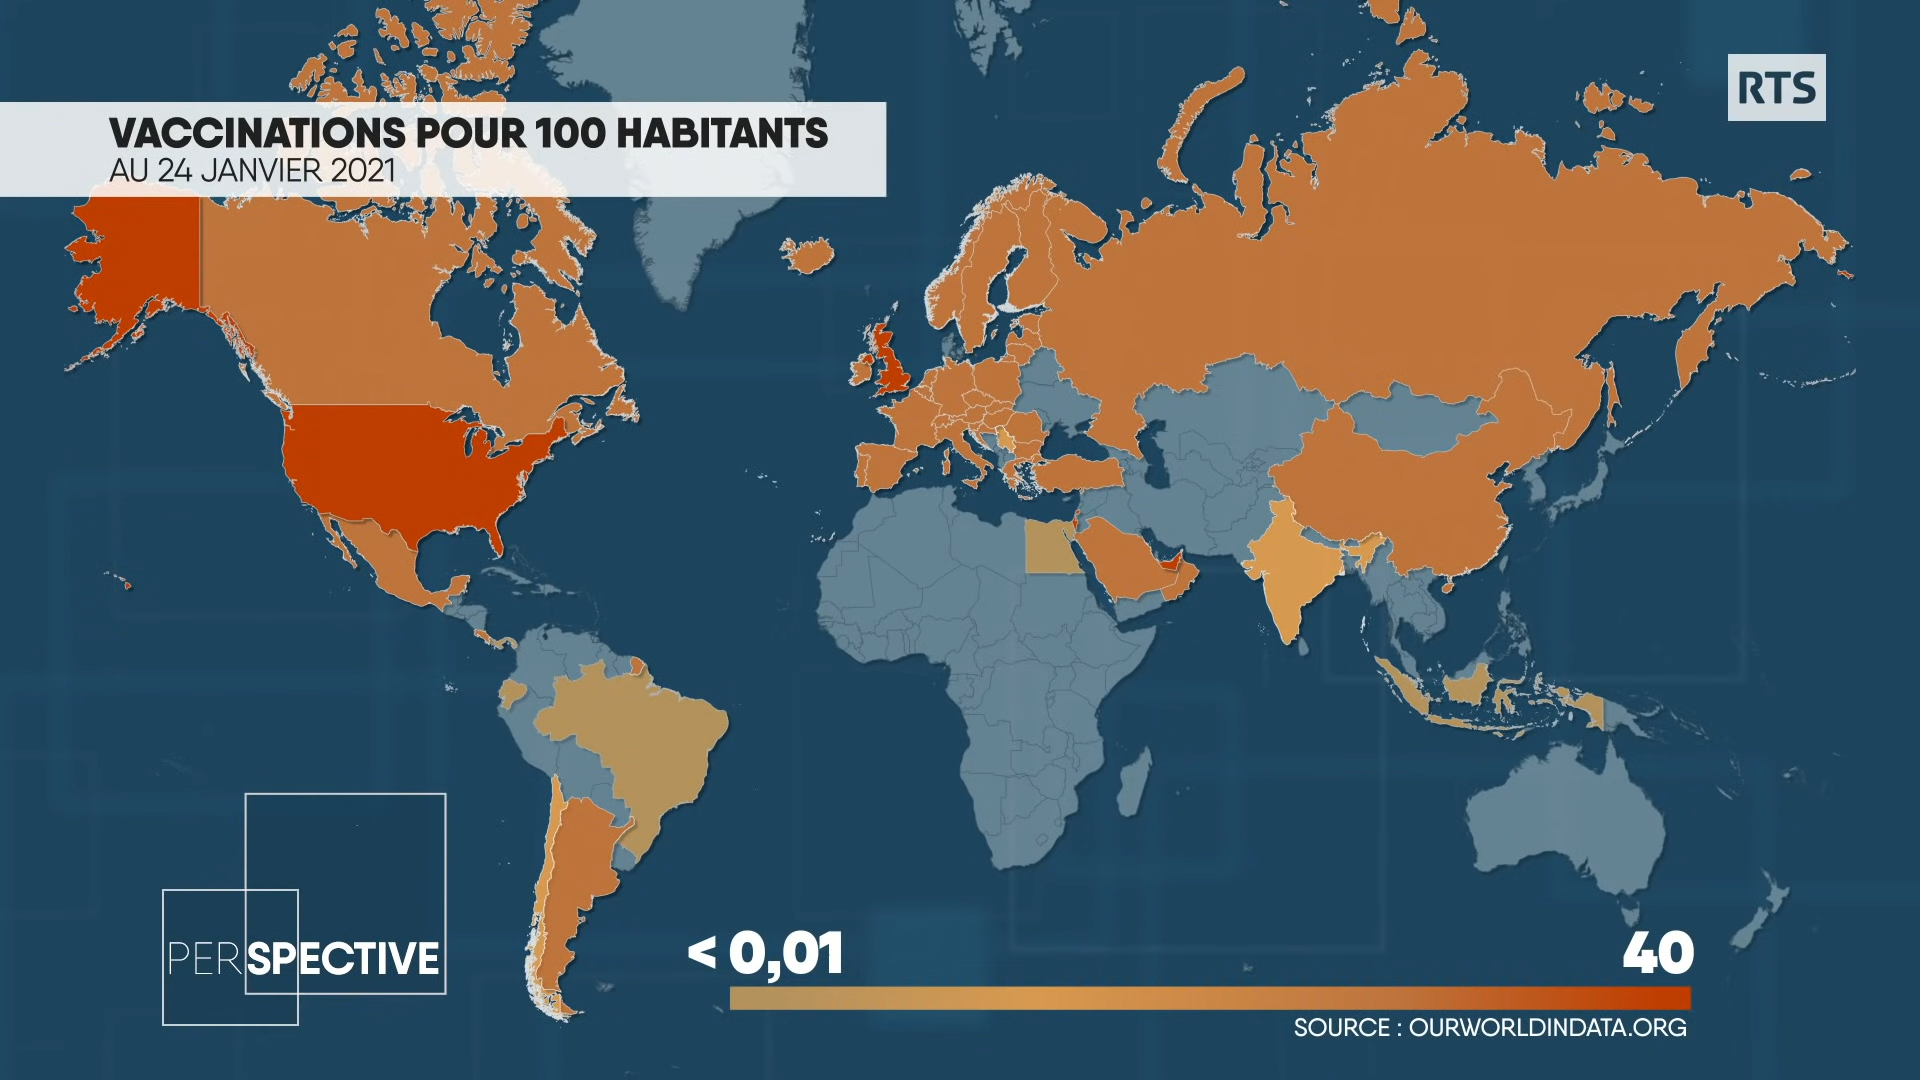 RTS
VACCINATIONS POUR 100 HABITANTS
AU 24 JANVIER 2021
PERSPECTIVE
< 0,01
40
SOURCE : OURWORLDINDATA.ORG